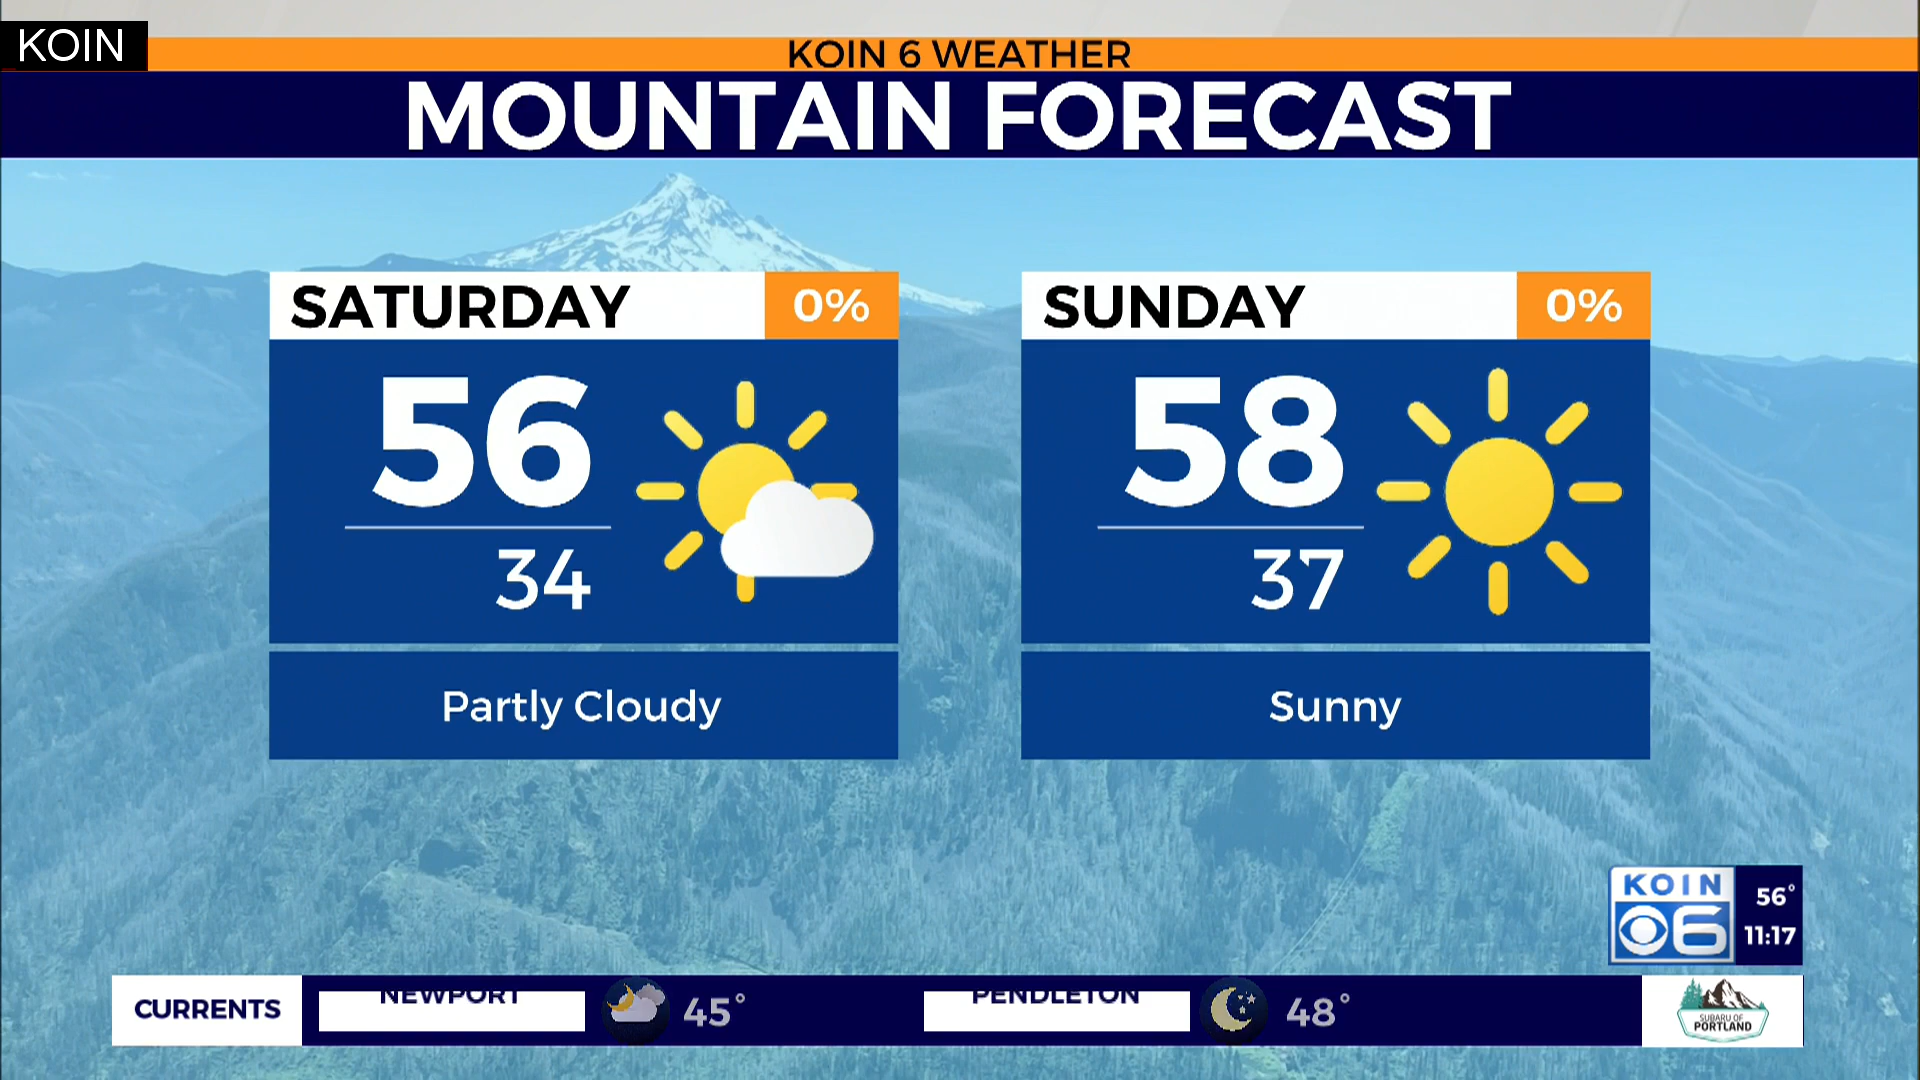 KOIN
KOIN 6 WEATHER
MOUNTAIN FORECAST
SATURDAY 0%
56
34
Partly Cloudy
SUNDAY 0%
58
37
Sunny
KOIN
6
56°
11:17
CURRENTS
NEWPORT 45°
PENDLETON 48°
SUBARU OF
PORTLAND